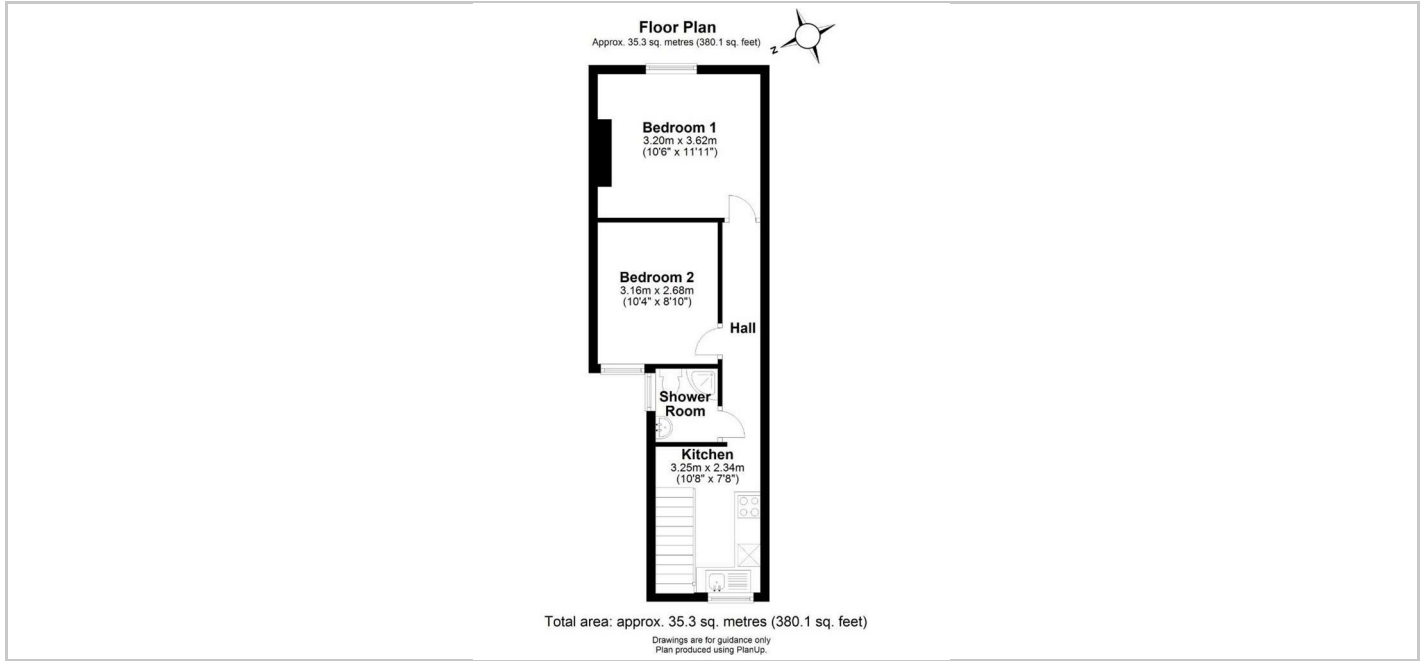 Floor Plan
Approx. 35.3 sq. metres (380.1 sq. feet)
Z
Bedroom 1
3.20m x 3.62m
(10'6" x 11'11")
Bedroom 2
3.16m x 2.68m
(10'4" x 8'10")
Hall
Shower
Room
Kitchen
3.25m x 2.34m
(10'8" x 7'8")
Total area: approx. 35.3 sq. metres (380.1 sq. feet)
Drawings are for guidance only
Plan produced using PlanUp.